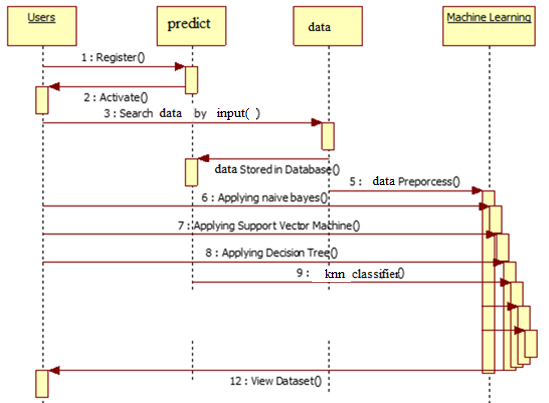 Users
predict
data
Machine Learning
1 : Register()
2 : Activate()
3 : Search data by input( )
data Stored in Database()
5 : data Preporcess()
6 : Applying naive bayes()
7 : Applying Support Vector Machine()
8 : Applying Decision Tree()
9 : knn classifier()
12 : View Dataset()